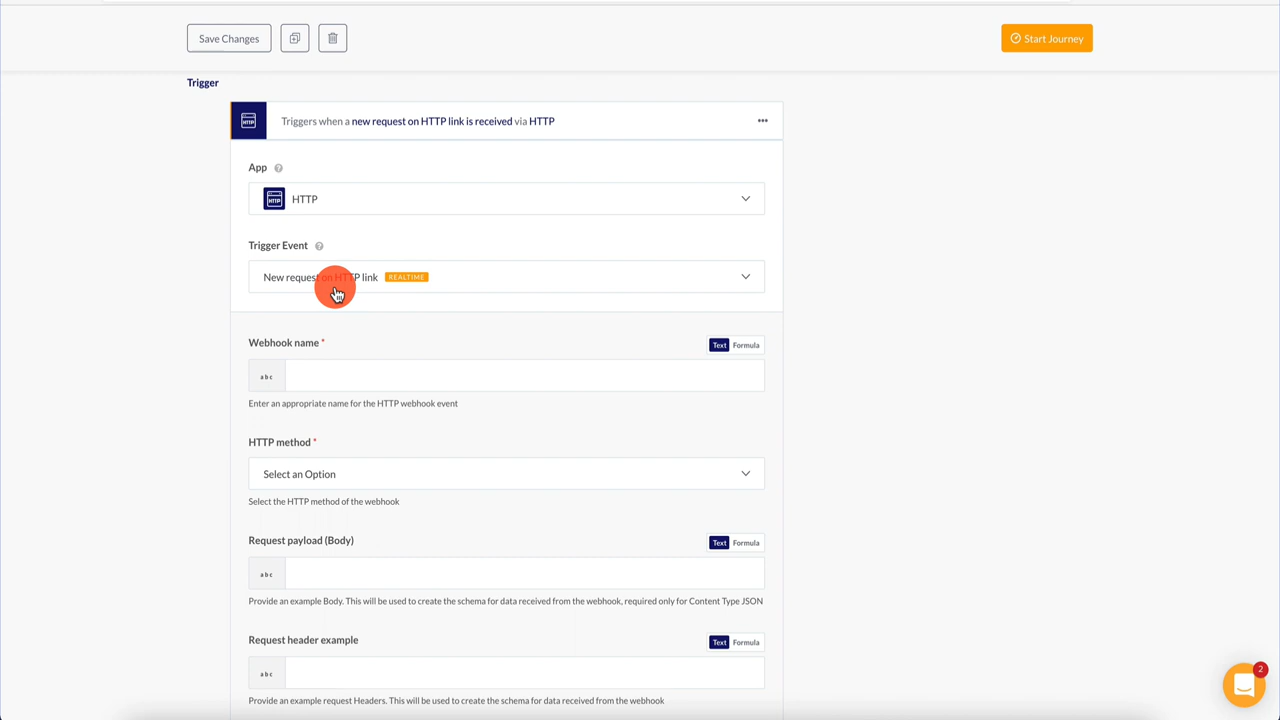 Save Changes
Start Journey
Trigger
HTTP
Triggers when a new request on HTTP link is received via HTTP
App ?
HTTP
HTTP
Trigger Event ?
New request on HTTP link REALTIME
Webhook name *
Text Formula
abc
Enter an appropriate name for the HTTP webhook event
HTTP method *
Select an Option
Select the HTTP method of the webhook
Request payload (Body)
Text Formula
abc
Provide an example Body. This will be used to create the schema for data received from the webhook, required only for Content Type JSON
Request header example
Text Formula
abc
Provide an example request Headers. This will be used to create the schema for data received from the webhook
2